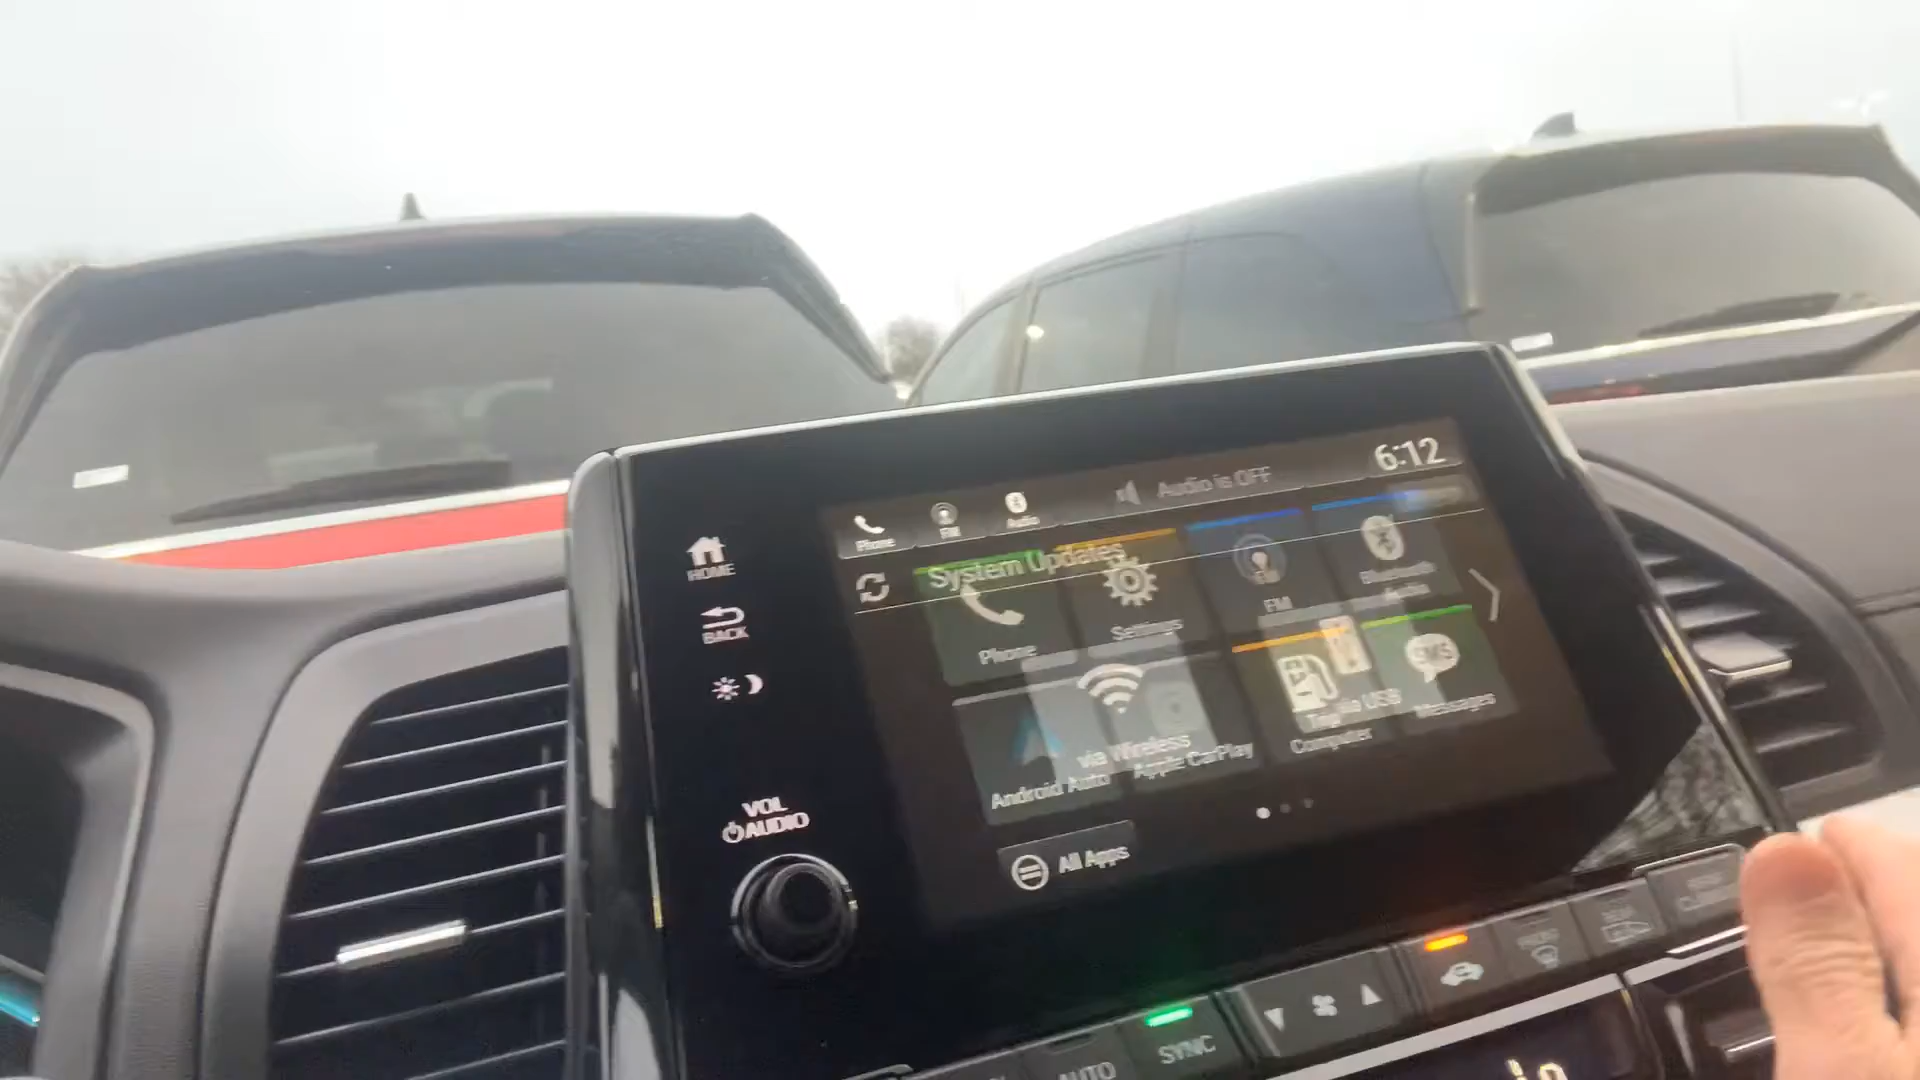 6:12
Audio is OFF
Phone
FM
Audio
System Updates
HOME
BACK
Phone
Settings
FM
Bluetooth
SMS
via Wireless
USB
Android Auto
Apple CarPlay
Computer
Messages
VOL
AUDIO
All Apps
SYNC
AUTO